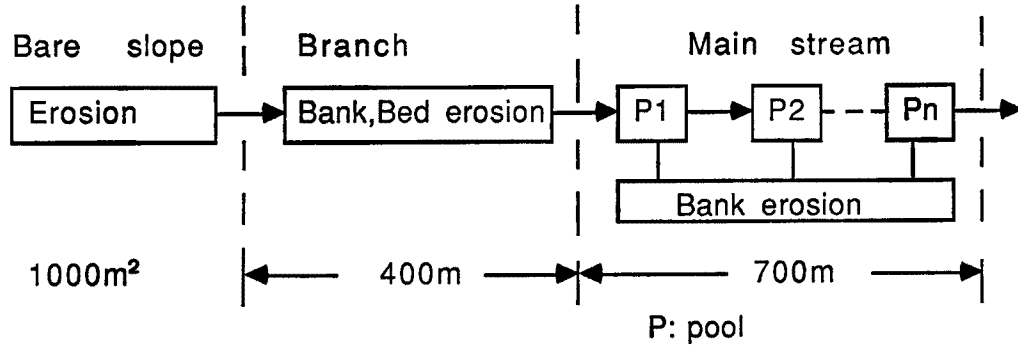 Bare slope Branch Main stream
Erosion Bank,Bed erosion P1 P2 Pn
Bank erosion
1000m² 400m 700m
P: pool